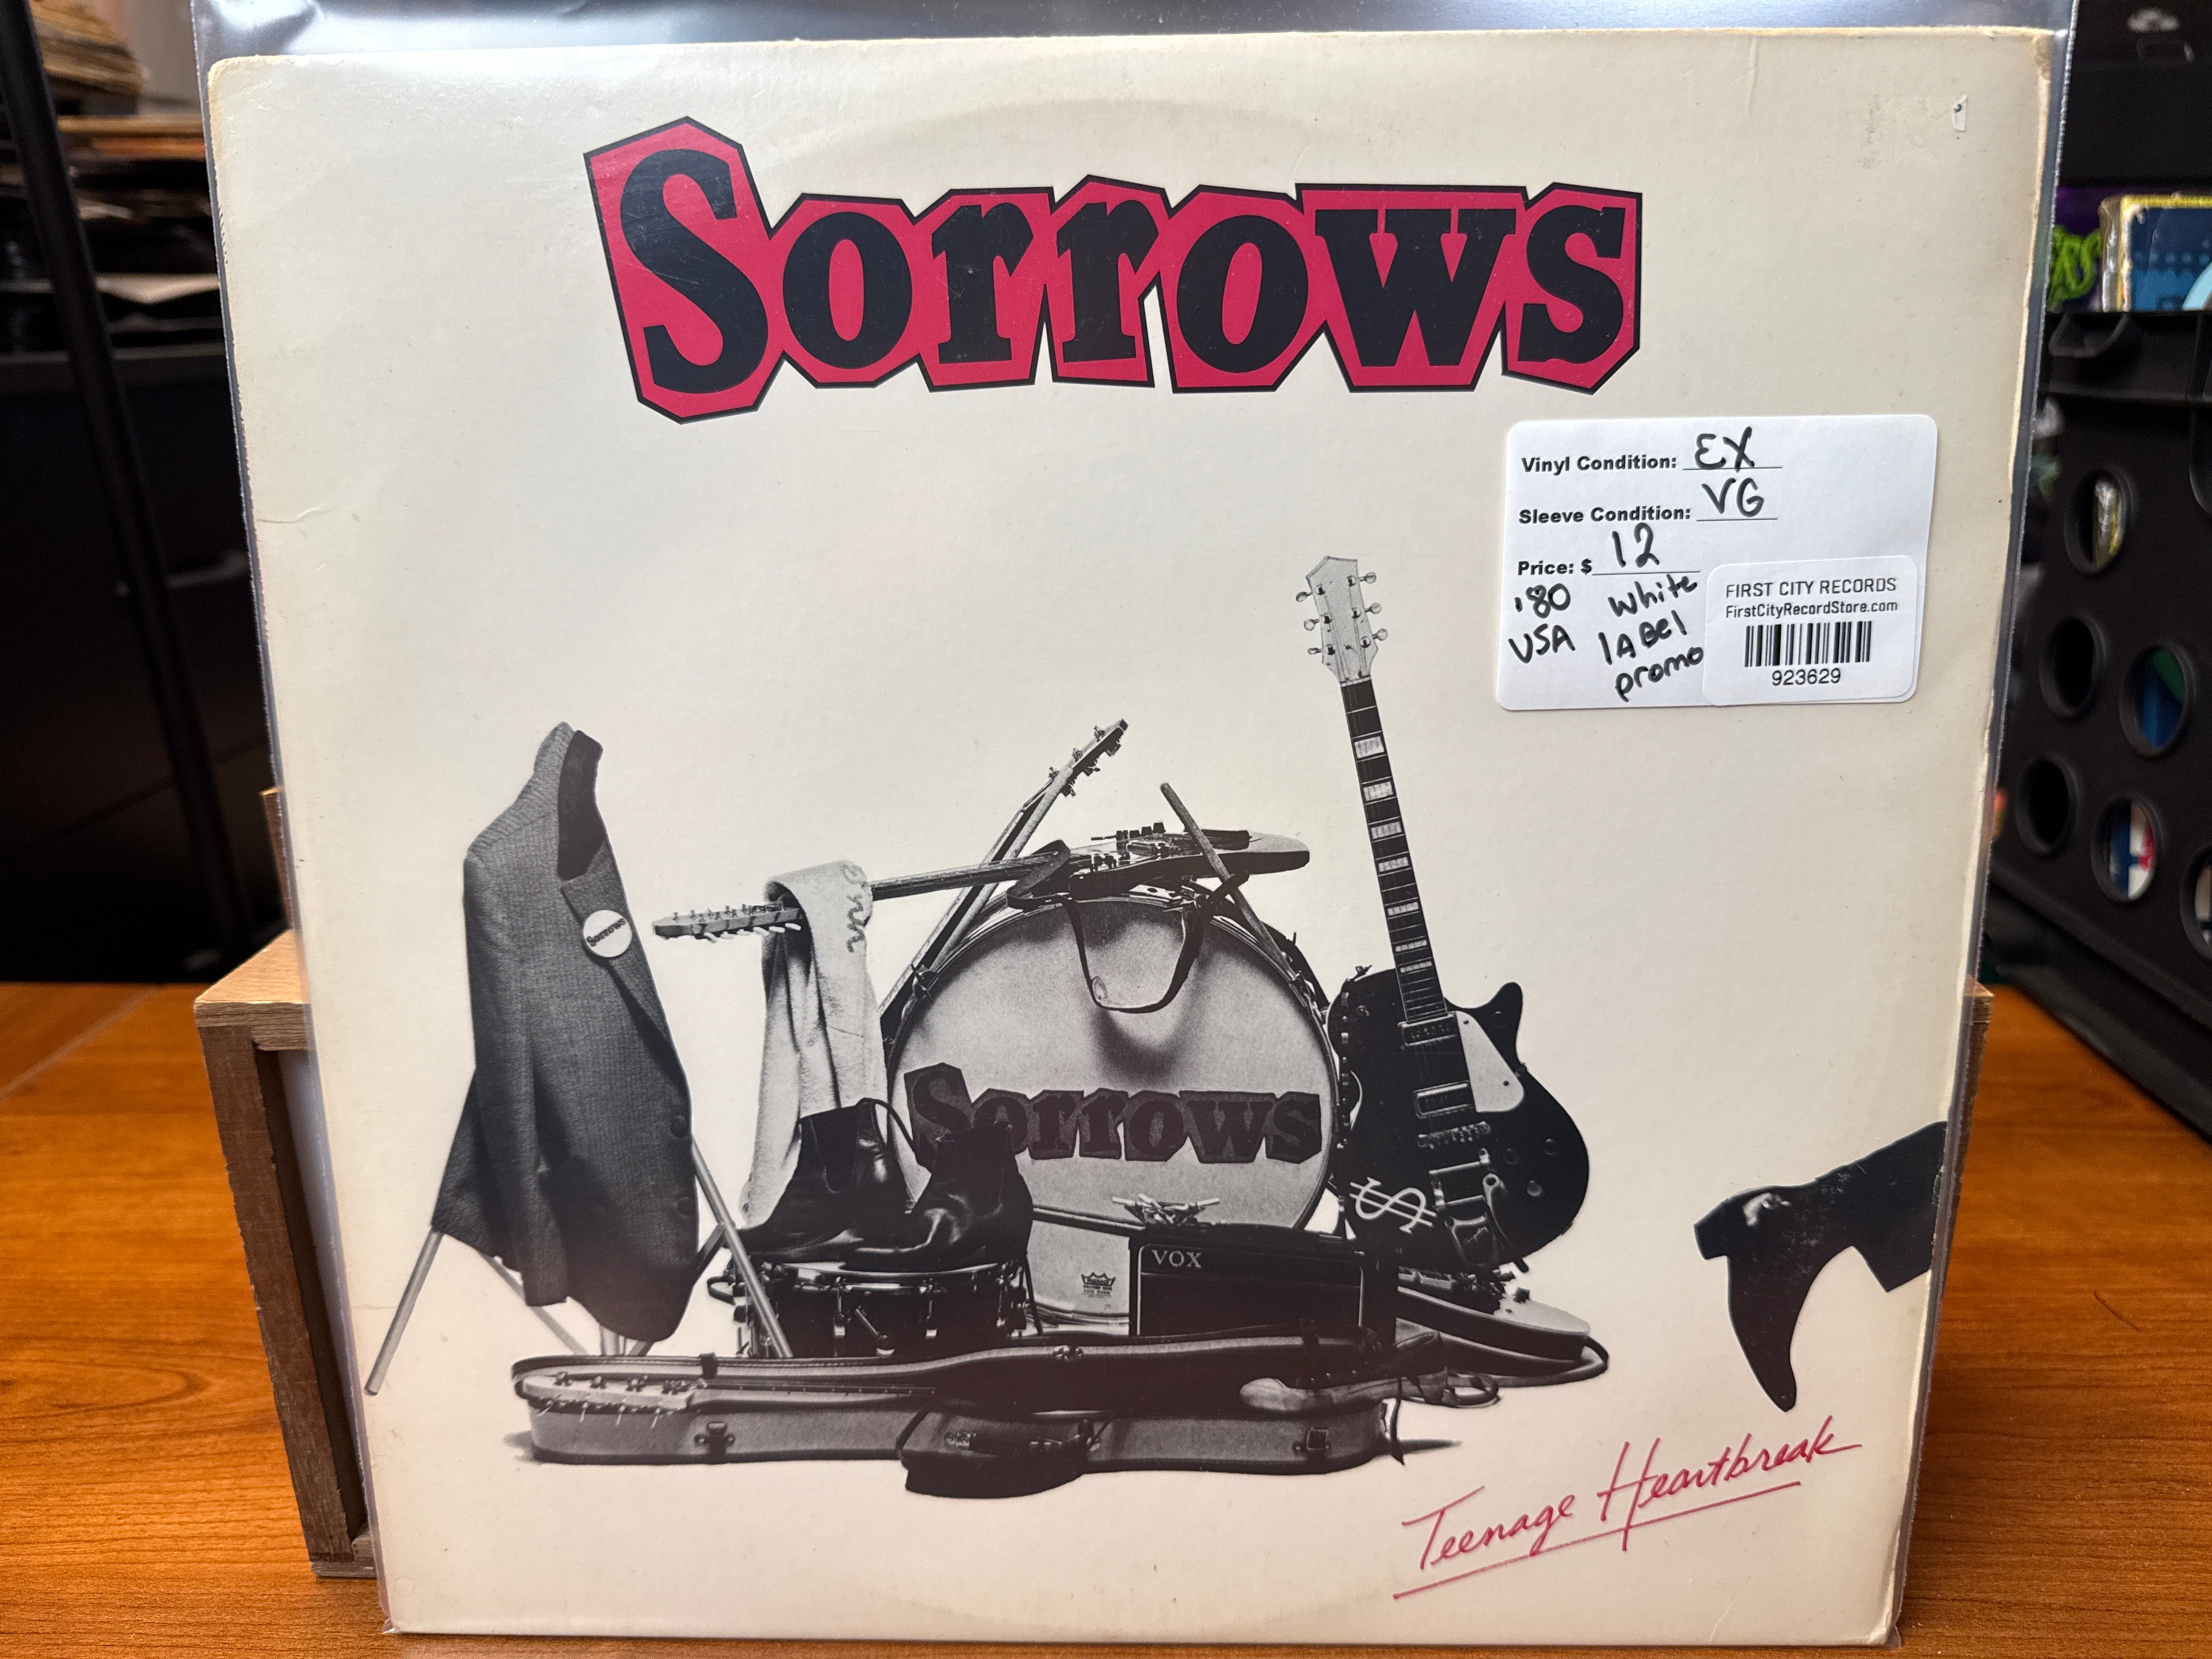 Sorrows
Vinyl Condition: EX
Sleeve Condition: VG
Price: $ 12
'80 White
USA lABEl
promo
FIRST CITY RECORDS
FirstCityRecordStore.com
923629
Sorrows
Sorrows
VOX
$
Teenage Heartbreak